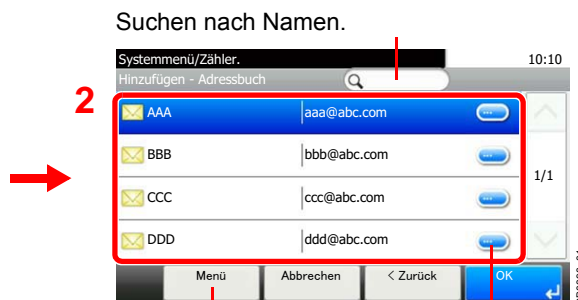 Suchen nach Namen.
Systemmenü/Zähler.
10:10
Hinzufügen - Adressbuch
2
AAA aaa@abc.com
BBB bbb@abc.com
1/1
CCC ccc@abc.com
DDD ddd@abc.com
Menü Abbrechen < Zurück OK